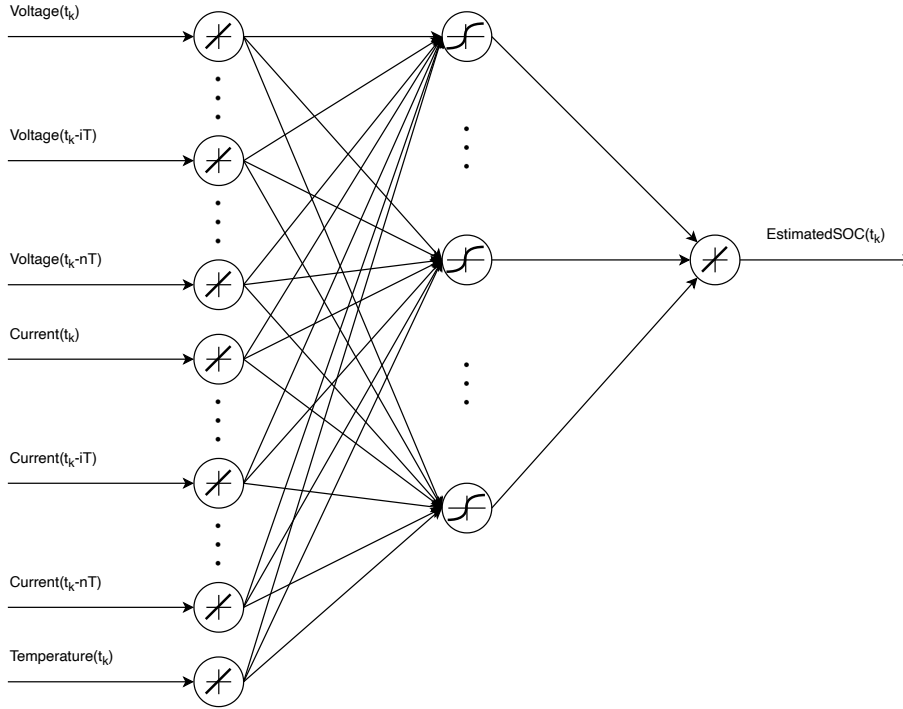 Voltage(tk)
Voltage(tk-iT)
Voltage(tk-nT)
Current(tk)
Current(tk-iT)
Current(tk-nT)
Temperature(tk)
EstimatedSOC(tk)